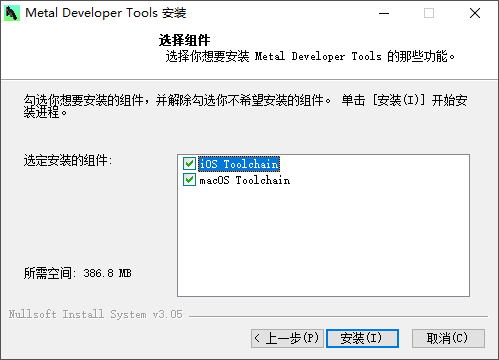 Metal Developer Tools 安装
选择组件
选择你想要安装 Metal Developer Tools 的那些功能。
勾选你想要安装的组件，并解除勾选你不希望安装的组件。 单击 [安装(I)] 开始安
装进程。
选定安装的组件:
iOS Toolchain
macOS Toolchain
所需空间: 386.8 MB
Nullsoft Install System v3.05
< 上一步(P)
安装(I)
取消(C)